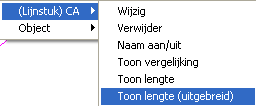 (Lijnstuk) CA
Object
Wijzig
Verwijder
Naam aan/uit
Toon vergelijking
Toon lengte
Toon lengte (uitgebreid)